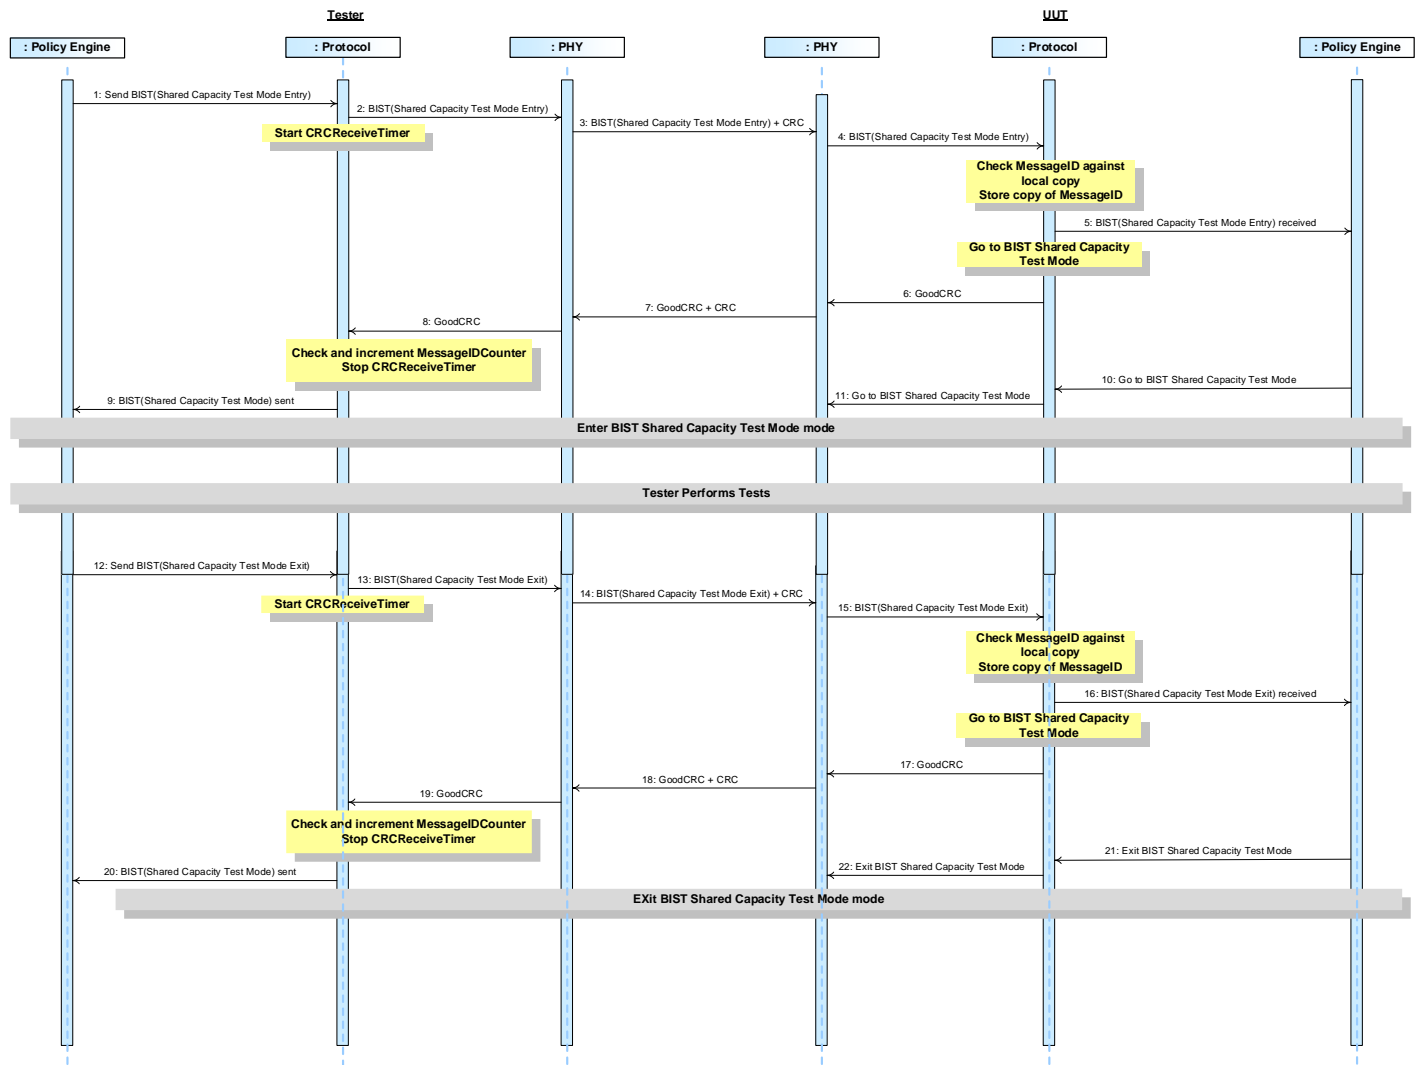 Tester
UUT
: Policy Engine
: Protocol
: PHY
: PHY
: Protocol
: Policy Engine
1: Send BIST(Shared Capacity Test Mode Entry)
2: BIST(Shared Capacity Test Mode Entry)
Start CRCReceiveTimer
3: BIST(Shared Capacity Test Mode Entry) + CRC
4: BIST(Shared Capacity Test Mode Entry)
Check MessageID against
local copy
Store copy of MessageID
5: BIST(Shared Capacity Test Mode Entry) received
Go to BIST Shared Capacity
Test Mode
6: GoodCRC
7: GoodCRC + CRC
8: GoodCRC
Check and increment MessageIDCounter
Stop CRCReceiveTimer
10: Go to BIST Shared Capacity Test Mode
11: Go to BIST Shared Capacity Test Mode
9: BIST(Shared Capacity Test Mode) sent
Enter BIST Shared Capacity Test Mode mode
Tester Performs Tests
12: Send BIST(Shared Capacity Test Mode Exit)
13: BIST(Shared Capacity Test Mode Exit)
Start CRCReceiveTimer
14: BIST(Shared Capacity Test Mode Exit) + CRC
15: BIST(Shared Capacity Test Mode Exit)
Check MessageID against
local copy
Store copy of MessageID
16: BIST(Shared Capacity Test Mode Exit) received
Go to BIST Shared Capacity
Test Mode
17: GoodCRC
18: GoodCRC + CRC
19: GoodCRC
Check and increment MessageIDCounter
Stop CRCReceiveTimer
21: Exit BIST Shared Capacity Test Mode
22: Exit BIST Shared Capacity Test Mode
20: BIST(Shared Capacity Test Mode) sent
EXit BIST Shared Capacity Test Mode mode